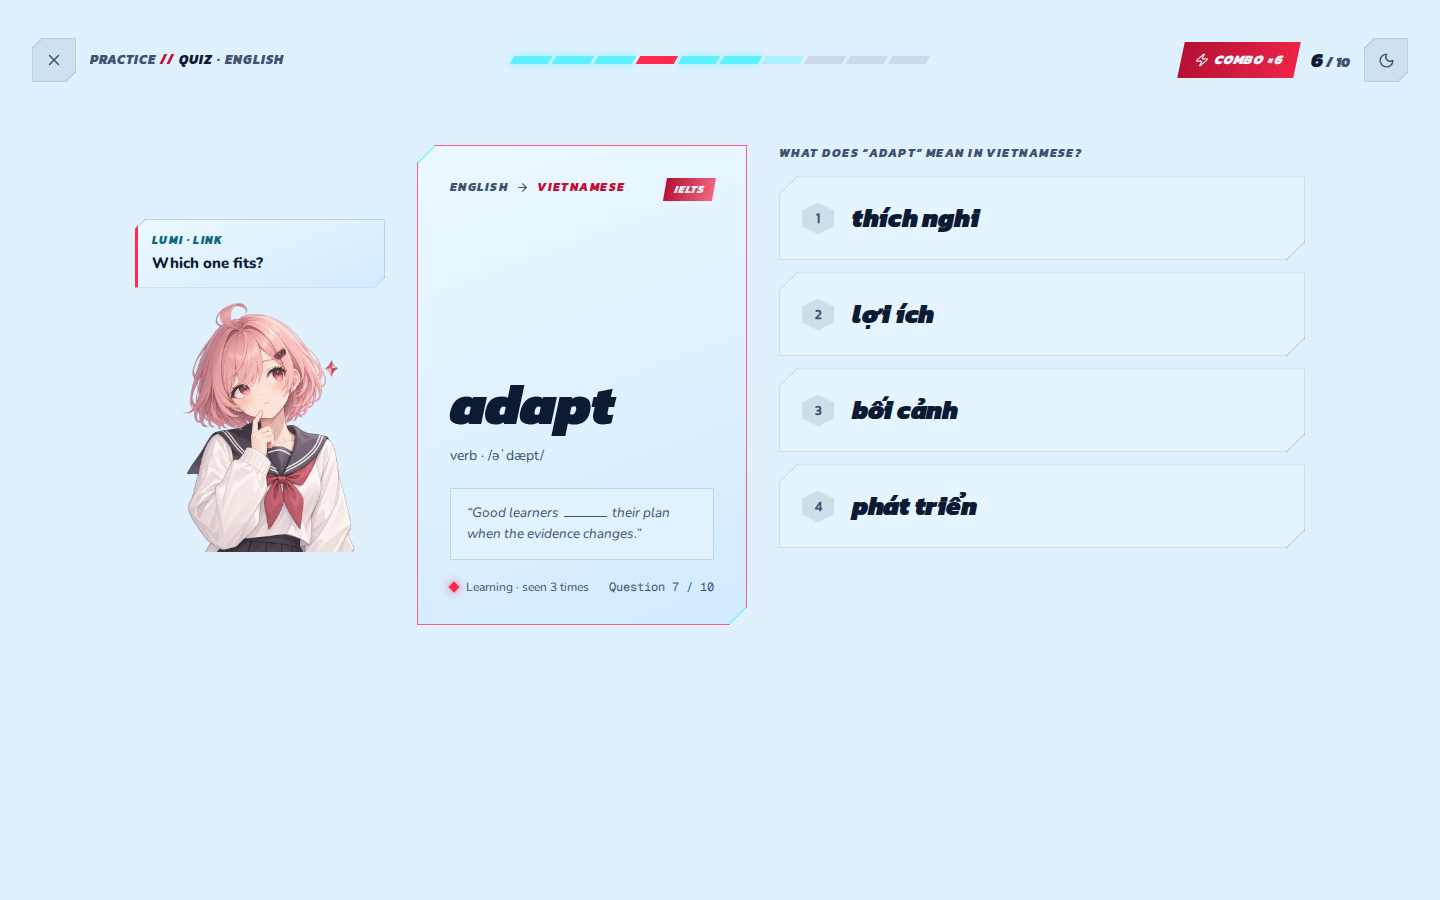 PRACTICE // QUIZ · ENGLISH
COMBO ×6
6 / 10
LUMI · LINK
Which one fits?
ENGLISH → VIETNAMESE
IELTS
adapt
verb · /əˈdæpt/
“Good learners ______ their plan
when the evidence changes.”
Learning · seen 3 times
Question 7 / 10
WHAT DOES “ADAPT” MEAN IN VIETNAMESE?
1 thích nghi
2 lợi ích
3 bối cảnh
4 phát triển